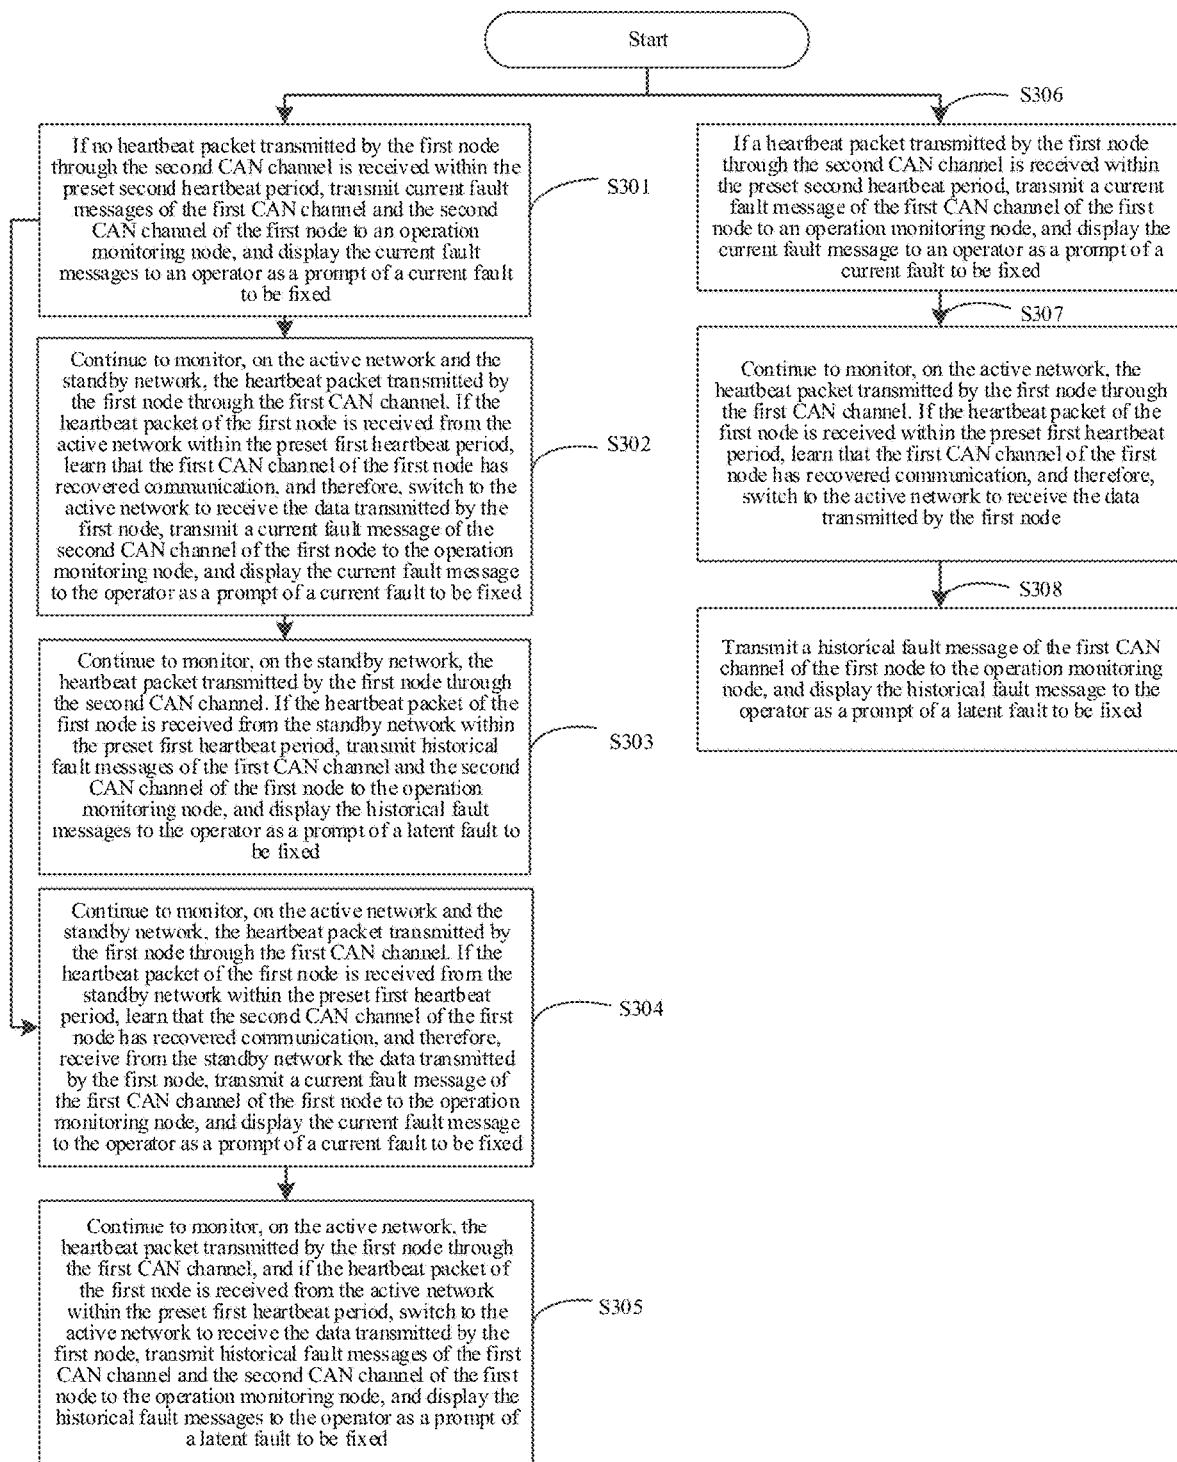 Start
S306
If no heartbeat packet transmitted by the first node
through the second CAN channel is received within the
preset second heartbeat period, transmit current fault
messages of the first CAN channel and the second
CAN channel of the first node to an operation
monitoring node, and display the current fault
messages to an operator as a prompt of a current fault
to be fixed
S301
If a heartbeat packet transmitted by the first node
through the second CAN channel is received within
the preset second heartbeat period, transmit a current
fault message of the first CAN channel of the first
node to an operation monitoring node, and display the
current fault message to an operator as a prompt of a
current fault to be fixed
S307
Continue to monitor, on the active network and the
standby network, the heartbeat packet transmitted by
the first node through the first CAN channel. If the
heartbeat packet of the first node is received from the
active network within the preset first heartbeat period,
learn that the first CAN channel of the first node has
recovered communication, and therefore, switch to the
active network to receive the data transmitted by the
first node, transmit a current fault message of the
second CAN channel of the first node to the operation
monitoring node, and display the current fault message
to the operator as a prompt of a current fault to be fixed
S302
Continue to monitor, on the active network, the
heartbeat packet transmitted by the first node through
the first CAN channel. If the heartbeat packet of the
first node is received within the preset first heartbeat
period, learn that the first CAN channel of the first
node has recovered communication, and therefore,
switch to the active network to receive the data
transmitted by the first node
S308
Continue to monitor, on the standby network, the
heartbeat packet transmitted by the first node through
the second CAN channel. If the heartbeat packet of the
first node is received from the standby network within
the preset first heartbeat period, transmit historical
fault messages of the first CAN channel and the second
CAN channel of the first node to the operation
monitoring node, and display the historical fault
messages to the operator as a prompt of a latent fault to
be fixed
S303
Transmit a historical fault message of the first CAN
channel of the first node to the operation monitoring
node, and display the historical fault message to the
operator as a prompt of a latent fault to be fixed
Continue to monitor, on the active network and the
standby network, the heartbeat packet transmitted by
the first node through the first CAN channel. If the
heartbeat packet of the first node is received from the
standby network within the preset first heartbeat
period, learn that the second CAN channel of the first
node has recovered communication, and therefore,
receive from the standby network the data transmitted
by the first node, transmit a current fault message of
the first CAN channel of the first node to the operation
monitoring node, and display the current fault message
to the operator as a prompt of a current fault to be fixed
S304
Continue to monitor, on the active network, the
heartbeat packet transmitted by the first node through
the first CAN channel, and if the heartbeat packet of
the first node is received from the active network
within the preset first heartbeat period, switch to the
active network to receive the data transmitted by the
first node, transmit historical fault messages of the first
CAN channel and the second CAN channel of the first
node to the operation monitoring node, and display the
historical fault messages to the operator as a prompt of
a latent fault to be fixed
S305